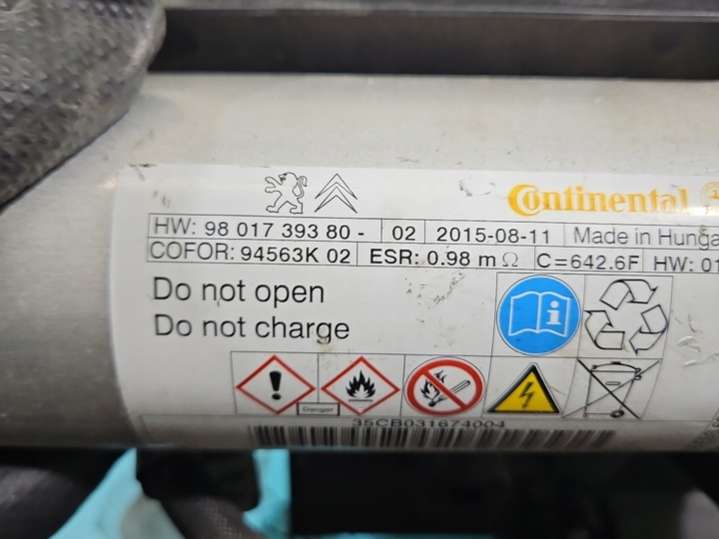 Continental
HW: 98 017 393 80 - 02 2015-08-11 Made in Hunga
COFOR: 94563K 02 ESR: 0.98 m Ω C=642.6F HW: 01
Do not open
Do not charge
Danger
35CB031674004